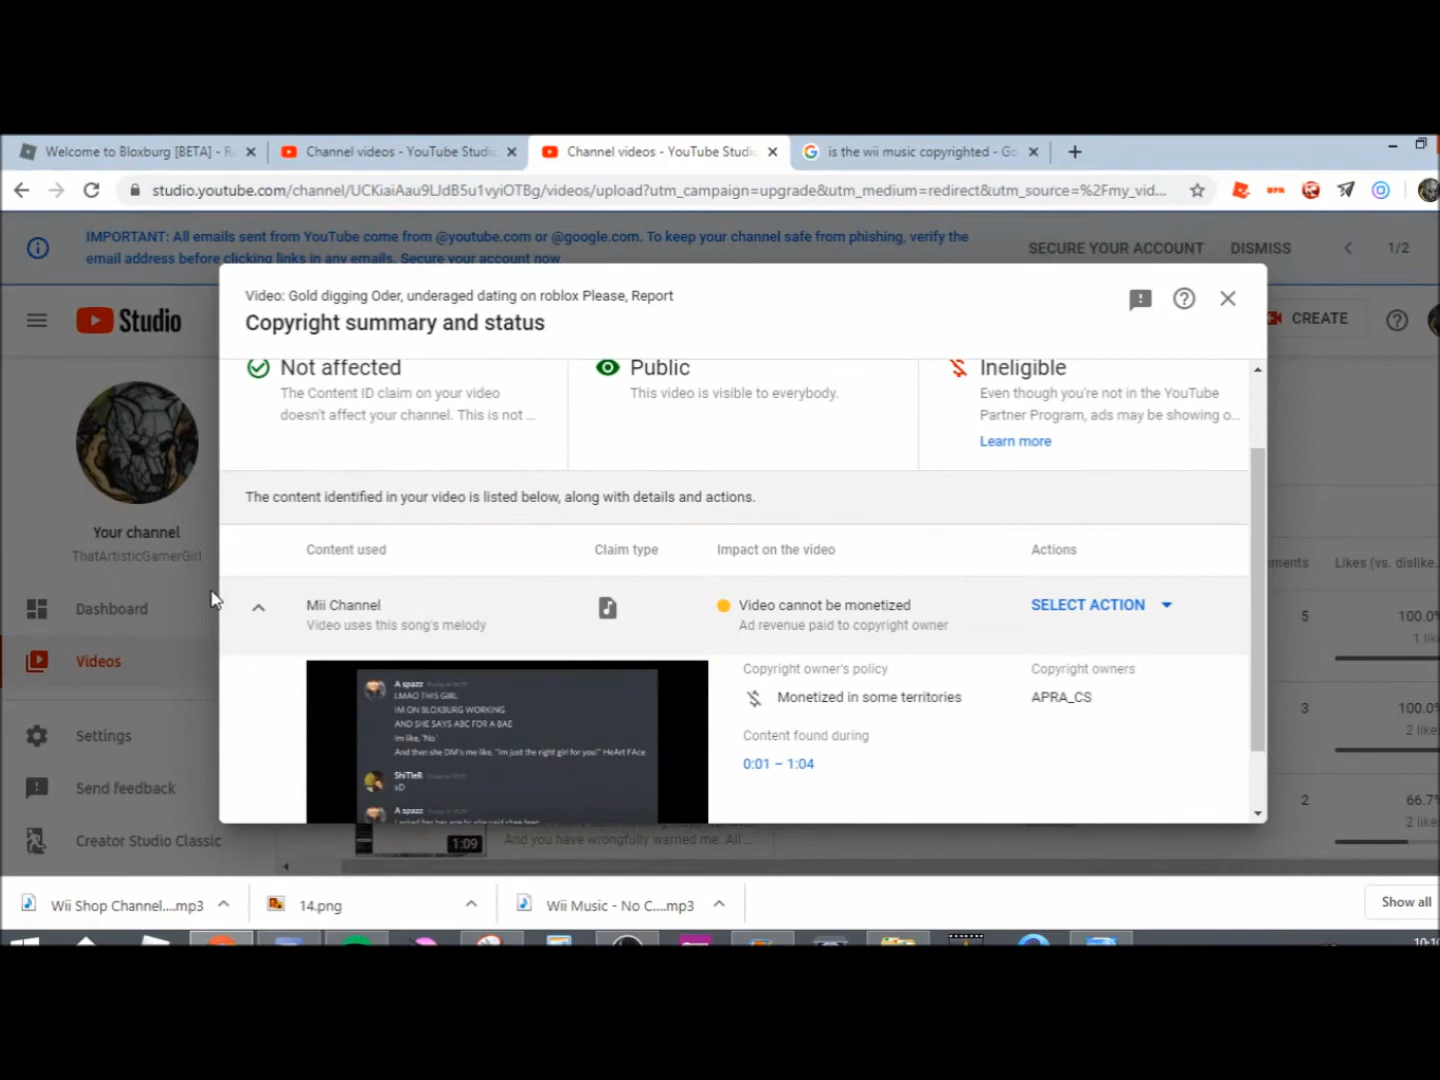 Welcome to Bloxburg [BETA] - R
Channel videos - YouTube Studio
Channel videos - YouTube Studio
is the wii music copyrighted - Go
studio.youtube.com/channel/UCKiaiAau9LJdB5u1vyiOTBg/videos/upload?utm_campaign=upgrade&utm_medium=redirect&utm_source=%2Fmy_vid...
IMPORTANT: All emails sent from YouTube come from @youtube.com or @google.com. To keep your channel safe from phishing, verify the
email address before clicking links in any emails. Secure your account now
SECURE YOUR ACCOUNT
DISMISS
1/2
Studio
CREATE
Video: Gold digging Oder, underaged dating on roblox Please, Report
Copyright summary and status
Not affected
The Content ID claim on your video
doesn't affect your channel. This is not ...
Public
This video is visible to everybody.
Ineligible
Even though you're not in the YouTube
Partner Program, ads may be showing o...
Learn more
The content identified in your video is listed below, along with details and actions.
Content used
Claim type
Impact on the video
Actions
Mii Channel
Video uses this song's melody
Video cannot be monetized
Ad revenue paid to copyright owner
SELECT ACTION
Copyright owner's policy
Monetized in some territories
Copyright owners
APRA_CS
Content found during
0:01 – 1:04
A spazz
LMAO THIS GIRL
IM ON BLOXBURG WORKING
AND SHE SAYS ABC FOR A BAE
Im like, "No."
And then she DM's me like, "Im just the right girl for you!" HeArt FAce
ShiTleR
xD
A spazz
Your channel
ThatArtisticGamerGirl
Dashboard
Videos
Settings
Send feedback
Creator Studio Classic
ments
Likes (vs. dislike...
5
100.0%
1 lik
3
100.0
2 like
2
66.7%
2 like
1:09
And you have wrongfully warned me. All ...
Wii Shop Channel....mp3
14.png
Wii Music - No C....mp3
Show all